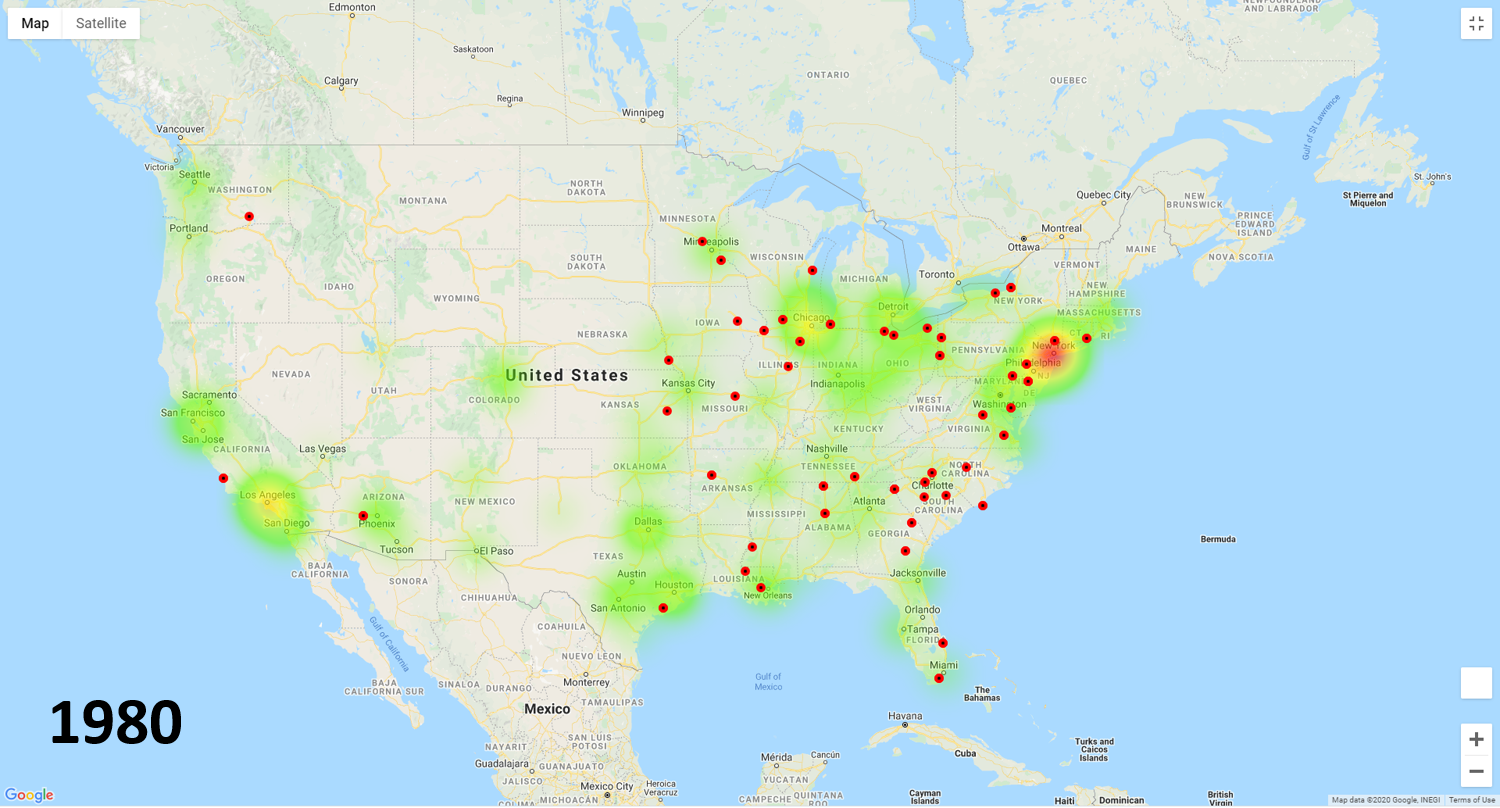 Map
Satellite
Edmonton
NEWFOUNDLAND
AND LABRADOR
Saskatoon
Calgary
ONTARIO
QUEBEC
Regina
Winnipeg
Vancouver
Victoria
Gulf of St Lawrence
Seattle
WASHINGTON
St. John's
NORTH
DAKOTA
MONTANA
Quebec City
NEW
BRUNSWICK
St Pierre and
Miquelon
PRINCE
EDWARD
ISLAND
MINNESOTA
Portland
Montreal
Ottawa
MAINE
Minneapolis
WISCONSIN
NOVA SCOTIA
SOUTH
DAKOTA
VERMONT
Toronto
OREGON
IDAHO
MICHIGAN
WYOMING
NEW
HAMPSHIRE
NEW YORK
Detroit
MASSACHUSETTS
IOWA
Chicago
NEBRASKA
CT
RI
New York
PENNSYLVANIA
Philadelphia
NEVADA
United States
ILLINOIS
INDIANA
OHIO
NJ
UTAH
Kansas City
Indianapolis
MARYLAND
DE
Sacramento
COLORADO
KANSAS
MISSOURI
WEST
VIRGINIA
Washington
San Francisco
San Jose
CALIFORNIA
Las Vegas
KENTUCKY
VIRGINIA
Nashville
OKLAHOMA
TENNESSEE
NORTH
CAROLINA
ARKANSAS
Charlotte
Los Angeles
ARIZONA
NEW MEXICO
Atlanta
SOUTH
CAROLINA
MISSISSIPPI
San Diego
Phoenix
Dallas
ALABAMA
GEORGIA
Tucson
El Paso
TEXAS
Bermuda
BAJA
CALIFORNIA
SONORA
Austin
Houston
LOUISIANA
Jacksonville
CHIHUAHUA
San Antonio
New Orleans
Orlando
Gulf of California
COAHUILA
Tampa
FLORIDA
NUEVO LEON
Miami
Monterrey
Gulf of
Mexico
BAJA
CALIFORNIA SUR
SINALOA
DURANGO
The
Bahamas
TAMAULIPAS
Mexico
1980
Havana
SAN LUIS
POTOSI
NAYARIT
Turks and
Caicos
Islands
Cuba
Mérida
Cancún
Guadalajara
GUANAJUATO
JALISCO
YUCATAN
Mexico City
Heroica
Veracruz
Google
COLIMA
MICHOACÁN
CAMPECHE
QUINTANA
ROO
Cayman
Islands
Haiti
Dominican
British
Virgin
Map data ©2020 Google, INEGI
Terms of Use